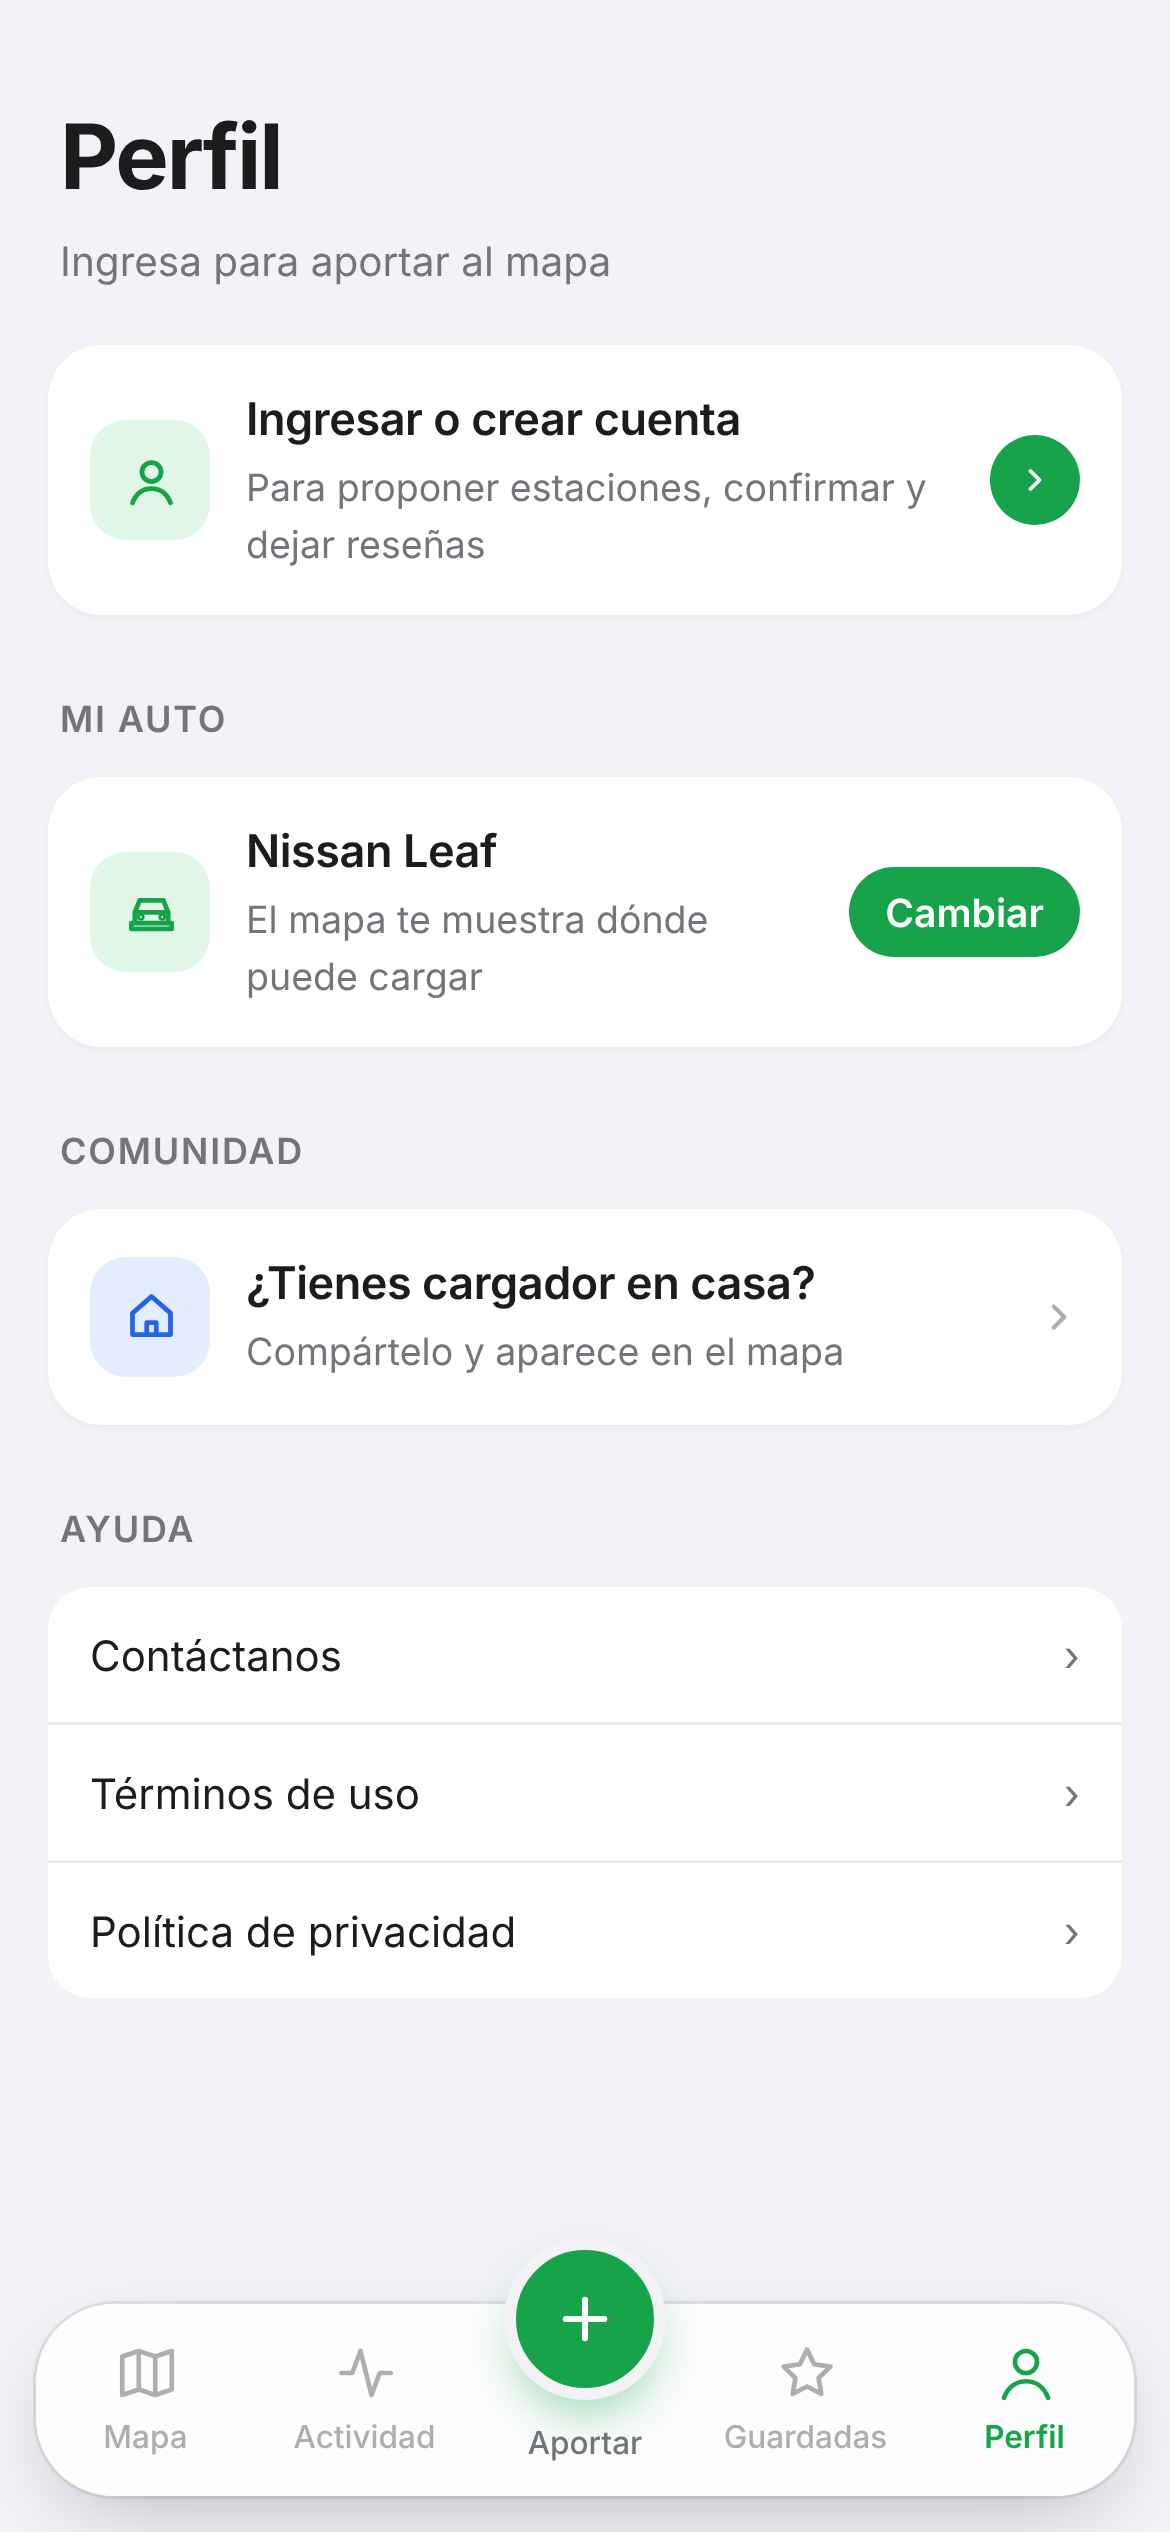 Perfil
Ingresa para aportar al mapa
Ingresar o crear cuenta
Para proponer estaciones, confirmar y
dejar reseñas
MI AUTO
Nissan Leaf
El mapa te muestra dónde
puede cargar
Cambiar
COMUNIDAD
¿Tienes cargador en casa?
Compártelo y aparece en el mapa
AYUDA
Contáctanos
Términos de uso
Política de privacidad
Mapa
Actividad
Aportar
Guardadas
Perfil